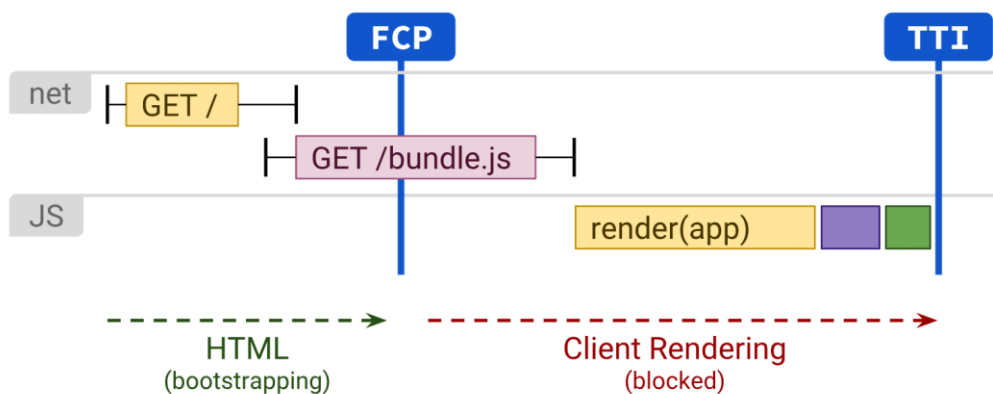 FCP
TTI
net
GET /
GET /bundle.js
JS
render(app)
HTML
(bootstrapping)
Client Rendering
(blocked)